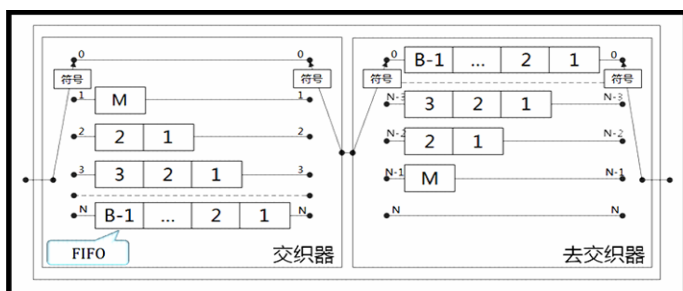 0 0 0 B-1 ... 2 1 0
符号 符号 符号 符号
1 M 1 N-3 3 2 1 N-3
2 2 1 2 N-2 2 1 N-2
3 3 2 1 3 N-1 M N-1
N B-1 ... 2 1 N N N
FIFO 交织器 去交织器